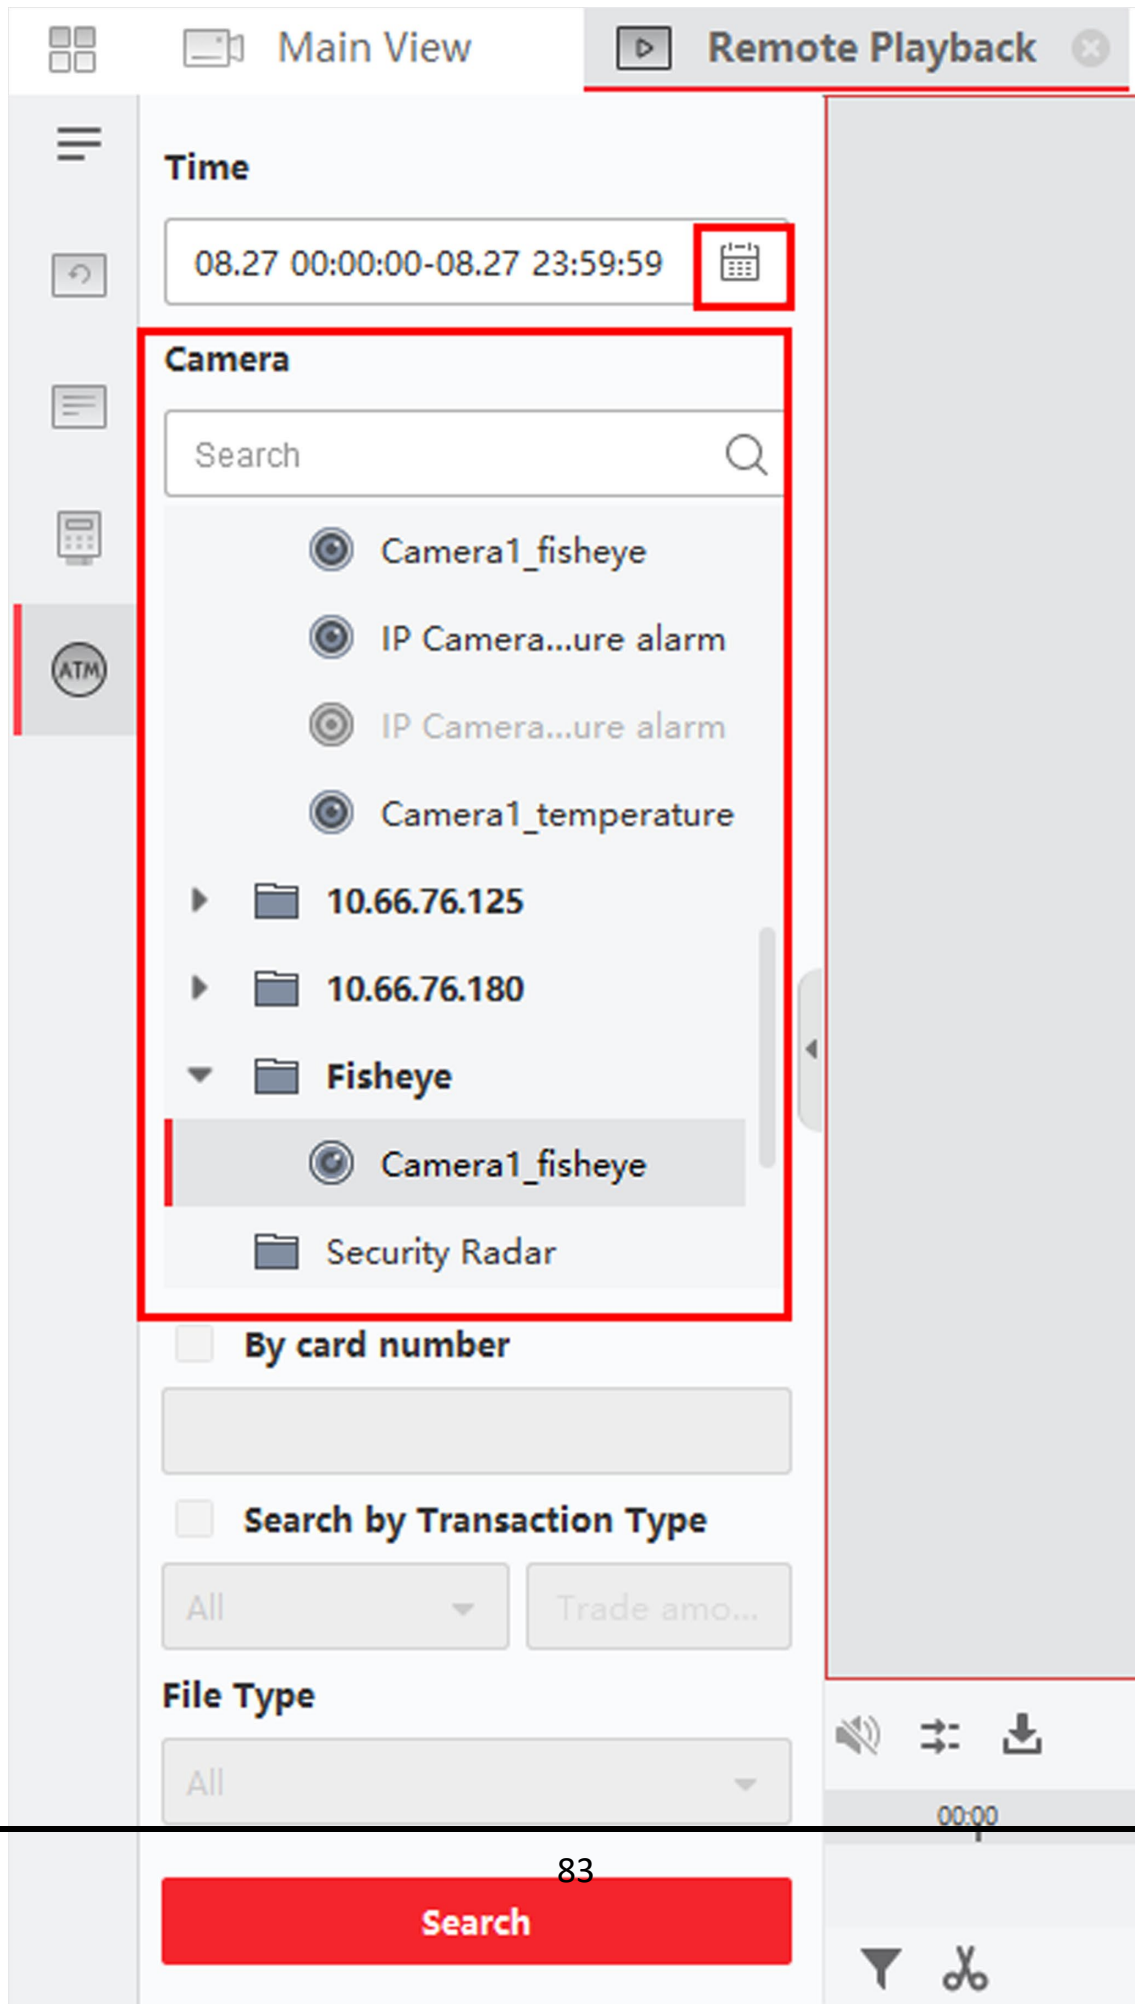 Main View
Remote Playback
Time
08.27 00:00:00-08.27 23:59:59
Camera
Search
Camera1_fisheye
IP Camera...ure alarm
IP Camera...ure alarm
ATM
Camera1_temperature
10.66.76.125
10.66.76.180
Fisheye
Camera1_fisheye
Security Radar
By card number
Search by Transaction Type
All
Trade amo...
File Type
All
00:00
83
Search